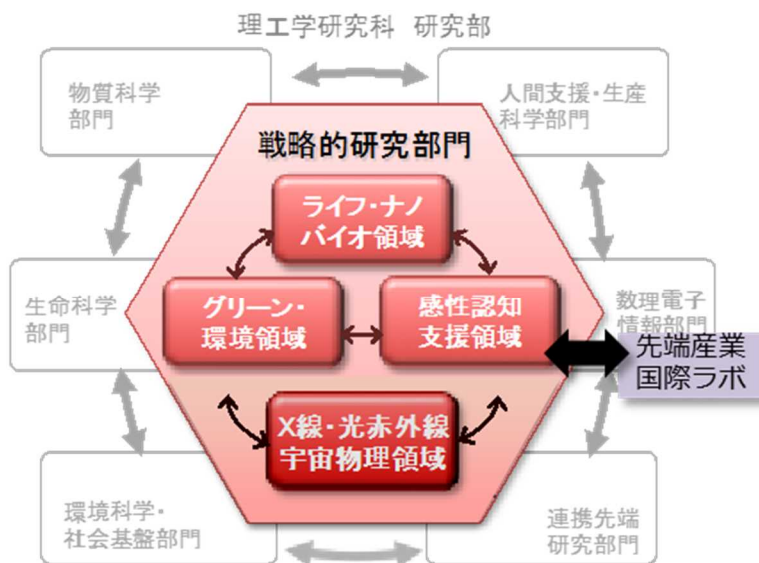 理工学研究科 研究部
物質科学
部門
人間支援・生産
科学部門
戦略的研究部門
ライフ・ナノ
バイオ領域
生命科学
部門
グリーン・
環境領域
感性認知
支援領域
数理電子
情報部門
先端産業
国際ラボ
X線・光赤外線
宇宙物理領域
環境科学・
社会基盤部門
連携先端
研究部門